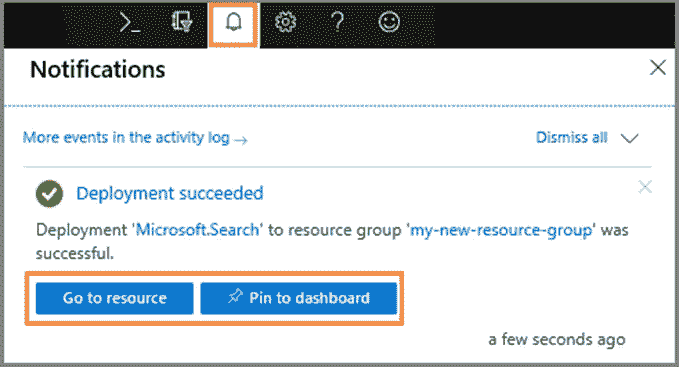 Notifications
More events in the activity log →
Dismiss all
Deployment succeeded
Deployment 'Microsoft.Search' to resource group 'my-new-resource-group' was
successful.
Go to resource
Pin to dashboard
a few seconds ago